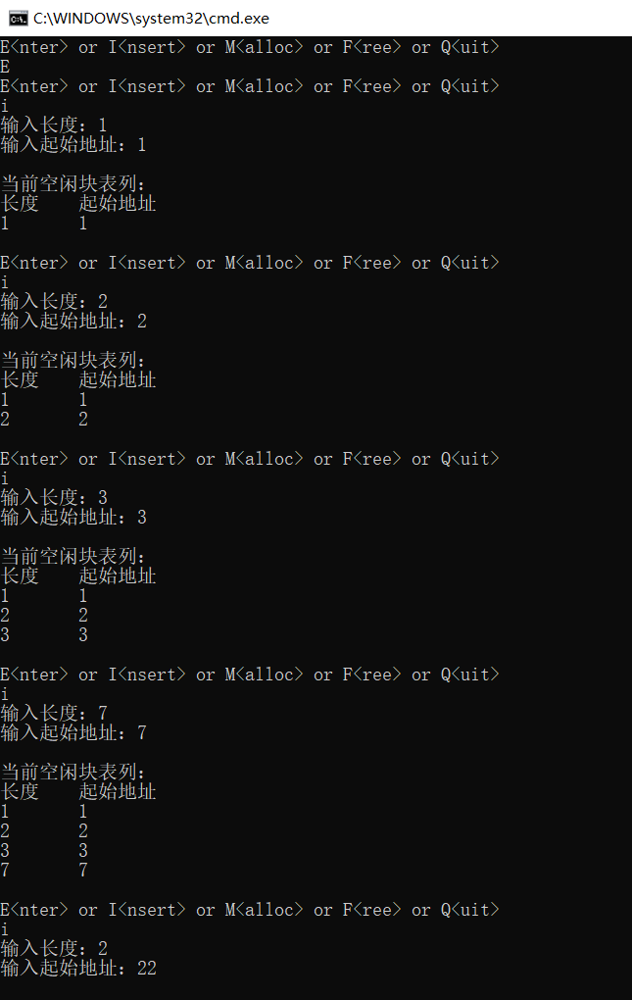 C:\WINDOWS\system32\cmd.exe
E<nter> or I<nsert> or M<alloc> or F<ree> or Q<uit>
E
E<nter> or I<nsert> or M<alloc> or F<ree> or Q<uit>
i
输入长度：1
输入起始地址：1
当前空闲块表列：
长度 起始地址
1 1
E<nter> or I<nsert> or M<alloc> or F<ree> or Q<uit>
i
输入长度：2
输入起始地址：2
当前空闲块表列：
长度 起始地址
1 1
2 2
E<nter> or I<nsert> or M<alloc> or F<ree> or Q<uit>
i
输入长度：3
输入起始地址：3
当前空闲块表列：
长度 起始地址
1 1
2 2
3 3
E<nter> or I<nsert> or M<alloc> or F<ree> or Q<uit>
i
输入长度：7
输入起始地址：7
当前空闲块表列：
长度 起始地址
1 1
2 2
3 3
7 7
E<nter> or I<nsert> or M<alloc> or F<ree> or Q<uit>
i
输入长度：2
输入起始地址：22